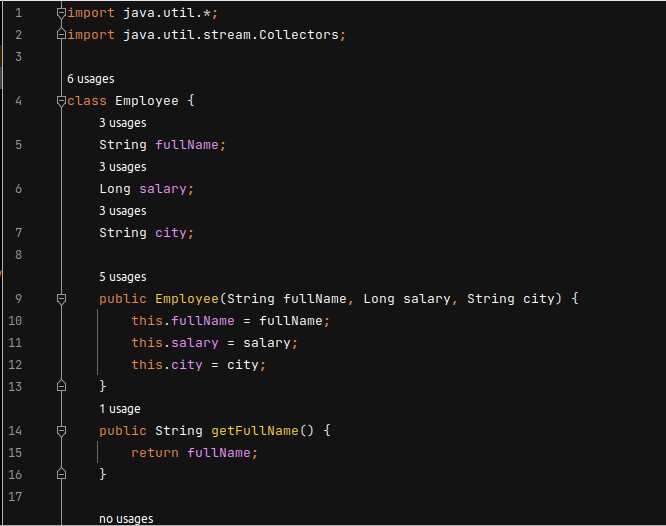 1 import java.util.*;
2 import java.util.stream.Collectors;
3
6 usages
4 class Employee {
3 usages
5 String fullName;
3 usages
6 Long salary;
3 usages
7 String city;
8
5 usages
9 public Employee(String fullName, Long salary, String city) {
10 this.fullName = fullName;
11 this.salary = salary;
12 this.city = city;
13 }
1 usage
14 public String getFullName() {
15 return fullName;
16 }
17
no usages